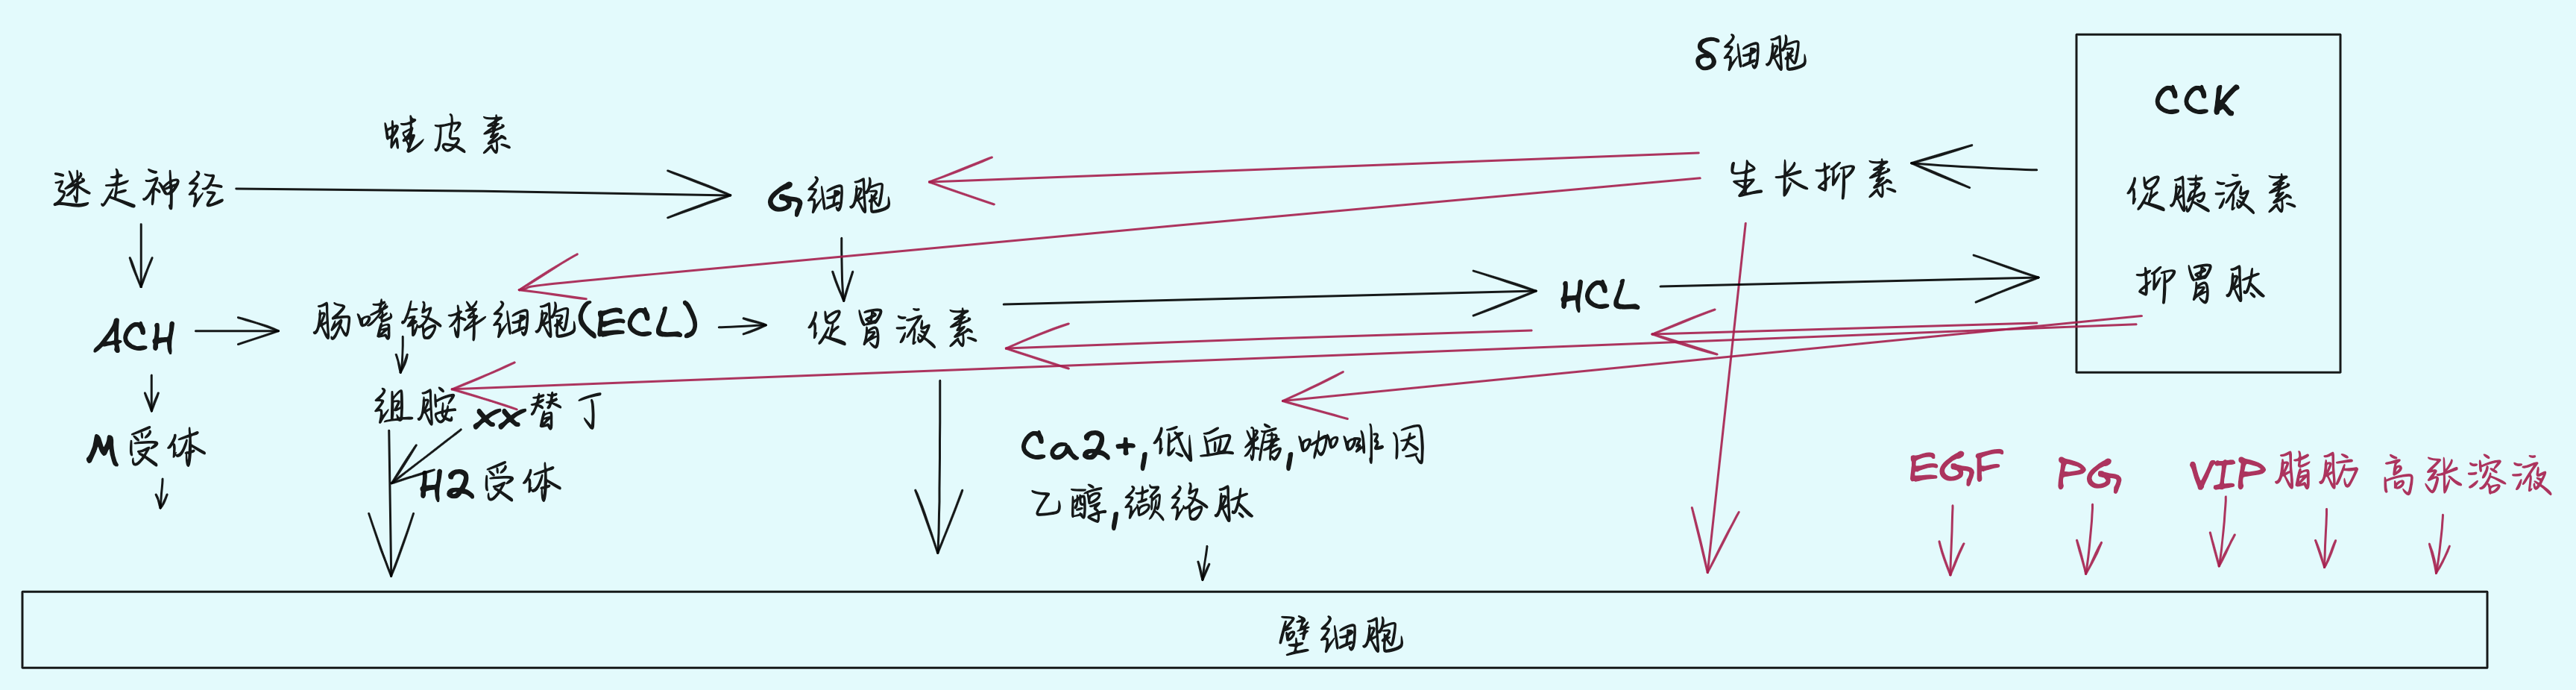 δ细胞
CCK
蛙皮素
迷走神经
G细胞
生长抑素
促胰液素
抑胃肽
ACH
肠嗜铬样细胞(ECL)
促胃液素
HCL
组胺
xx替丁
M受体
H2受体
Ca2+,低血糖,咖啡因
乙醇,缬络肽
EGF
PG
VIP
脂肪
高张溶液
壁细胞